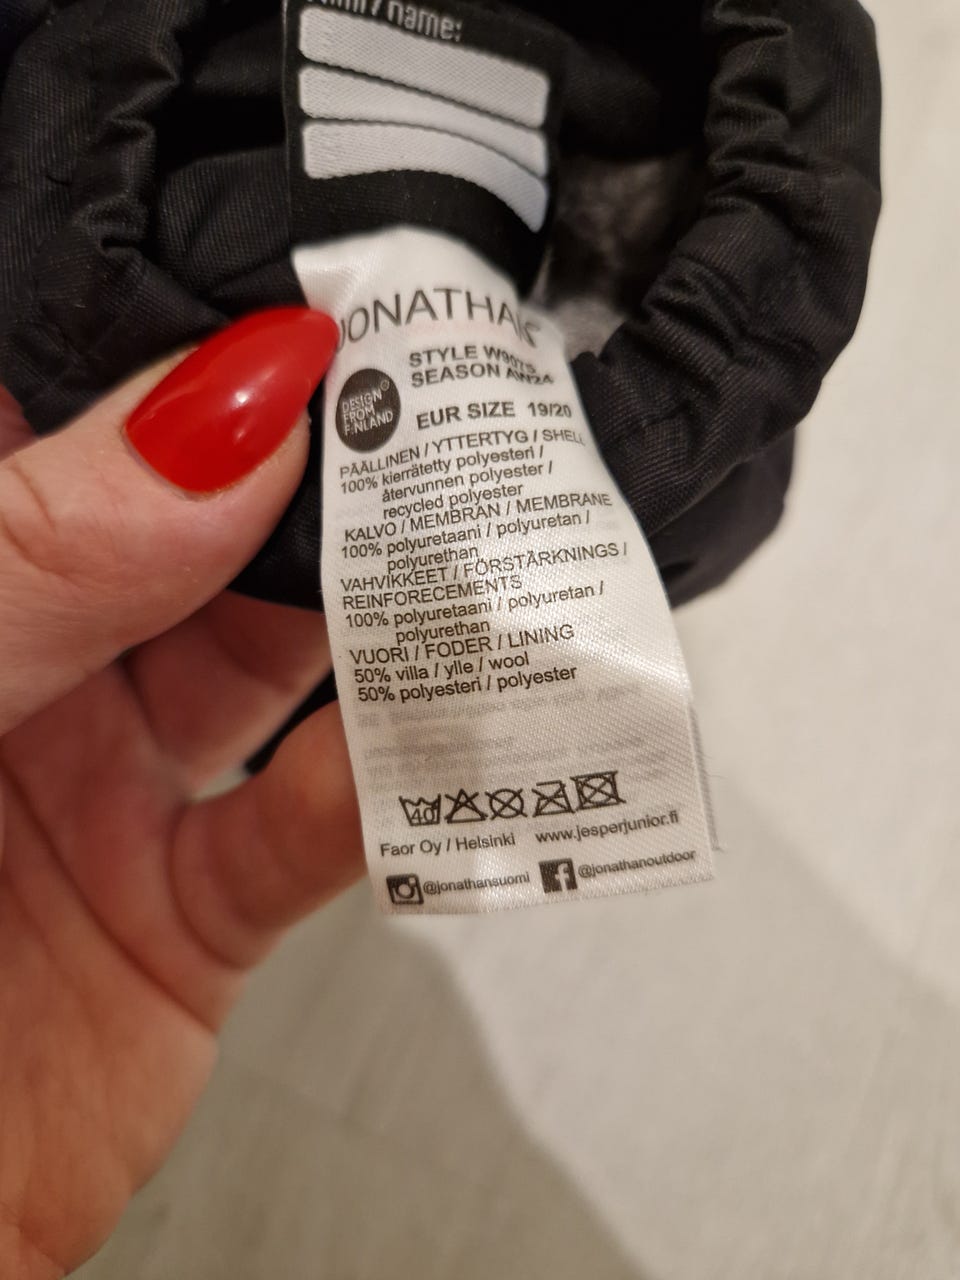 name:
JONATHAN
STYLE
SEASON AW24
DESIGN
FROM
FINLAND
EUR SIZE 19/20
PÄÄLLINEN / YTTERTYG / SHELL
100% kierrätetty polyesteri /
återvunnen polyester /
recycled polyester
KALVO / MEMBRAN / MEMBRANE
100% polyuretaani / polyuretan /
polyurethan
VAHVIKKEET / FÖRSTÄRKNINGS /
REINFORECEMENTS
100% polyuretaani / polyuretan /
polyurethan
VUORI / FODER / LINING
50% villa / ylle / wool
50% polyesteri / polyester
40
Faor Oy / Helsinki www.jesperjunior.fi
@jonathansuomi @jonathanoutdoor